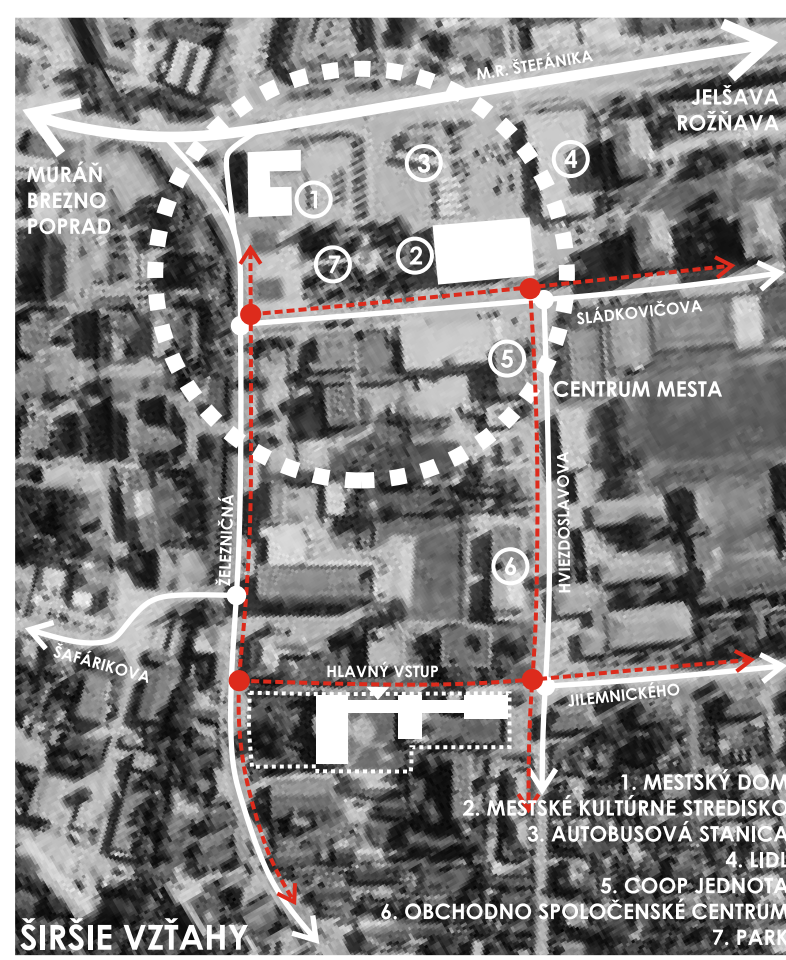 M.R. ŠTEFÁNIKA
JELŠAVA
ROŽŇAVA
MURÁŇ
BREZNO
POPRAD
3
4
1
7
2
SLÁDKOVIČOVA
5
CENTRUM MESTA
ŽELEZNIČNÁ
HVIEZDOSLAVOVA
6
ŠAFÁRIKOVA
HLAVNÝ VSTUP
JILEMNICKÉHO
1. MESTSKÝ DOM
2. MESTSKÉ KULTÚRNE STREDISKO
3. AUTOBUSOVÁ STANICA
4. LIDL
5. COOP JEDNOTA
6. OBCHODNO SPOLOČENSKÉ CENTRUM
7. PARK
ŠIRŠIE VZŤAHY